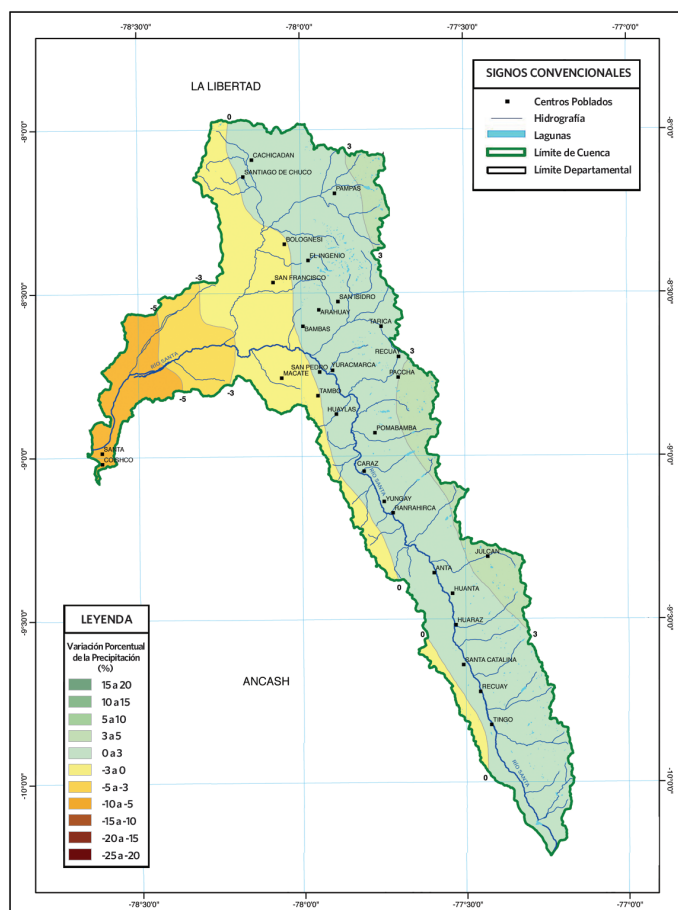 -78°30'0"
-78°0'0"
-77°30'0"
-77°0'0"
LA LIBERTAD
SIGNOS CONVENCIONALES
Centros Poblados
Hidrografía
Lagunas
Límite de Cuenca
Límite Departamental
0
3
-8°0'0"
-8°0'0"
CACHICADAN
SANTIAGO DE CHUCO
PAMPAS
BOLOGNESI
EL INGENIO
3
SAN FRANCISCO
-3
-8°30'0"
-8°30'0"
-5
SAN ISIDRO
ARAHUAY
BAMBAS
TARICA
RECUAY
3
RIO SANTA
SAN PEDRO
YURACMARCA
MACATE
PACCHA
-5
-3
TAMBO
HUAYLAS
POMABAMBA
-9°0'0"
-9°0'0"
SANTA
COISHCO
CARAZ
RIO SANTA
YUNGAY
RANRAHIRCA
JULCAN
ANTA
0
HUANTA
-9°30'0"
-9°30'0"
HUARAZ
0
3
SANTA CATALINA
ANCASH
RECUAY
TINGO
RIO SANTA
0
-10°0'0"
-10°0'0"
LEYENDA
Variación Porcentual
de la Precipitación
(%)
15 a 20
10 a 15
5 a 10
3 a 5
0 a 3
-3 a 0
-5 a -3
-10 a -5
-15 a -10
-20 a -15
-25 a -20
-78°30'0"
-78°0'0"
-77°30'0"
-77°0'0"